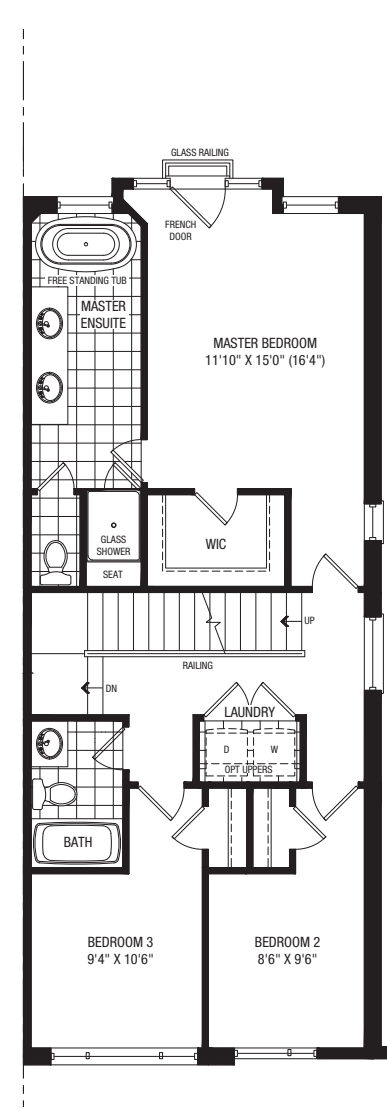 GLASS RAILING
FRENCH
DOOR
FREE STANDING TUB
MASTER
ENSUITE
MASTER BEDROOM
11'10" X 15'0" (16'4")
GLASS
SHOWER
SEAT
WIC
UP
RAILING
DN
LAUNDRY
D
W
OPT UPPERS
BATH
BEDROOM 3
9'4" X 10'6"
BEDROOM 2
8'6" X 9'6"